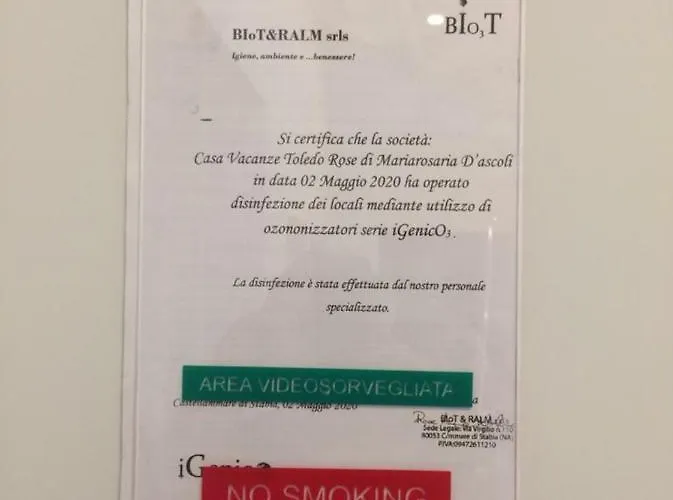 BIoT&RALM srls
BIO3T
Igiene, ambiente e ...benessere!
Si certifica che la società:
Casa Vacanze Toledo Rose di Mariarosaria D'ascoli
in data 02 Maggio 2020 ha operato
disinfezione dei locali mediante utilizzo di
ozononizzatori serie iGenicO3.
La disinfezione è stata effettuata dal nostro personale
specializzato.
AREA VIDEOSORVEGLIATA
Castellammare di Stabia, 02 Maggio 2020
BIoT & RALM
Sede Legale: Via Virgilio
80053 C/mmare di Stabia (NA)
P.IVA:09472611210
iGenic
NO SMOKING